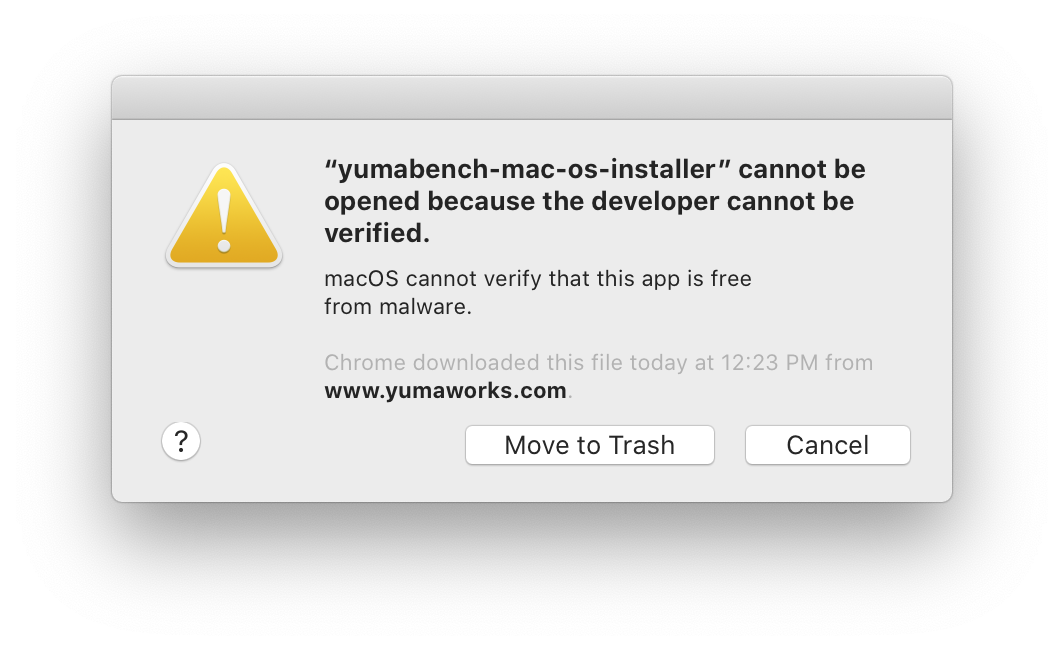 “yumabench-mac-os-installer” cannot be
opened because the developer cannot be
verified.
macOS cannot verify that this app is free
from malware.
Chrome downloaded this file today at 12:23 PM from
www.yumaworks.com.
?
Move to Trash
Cancel